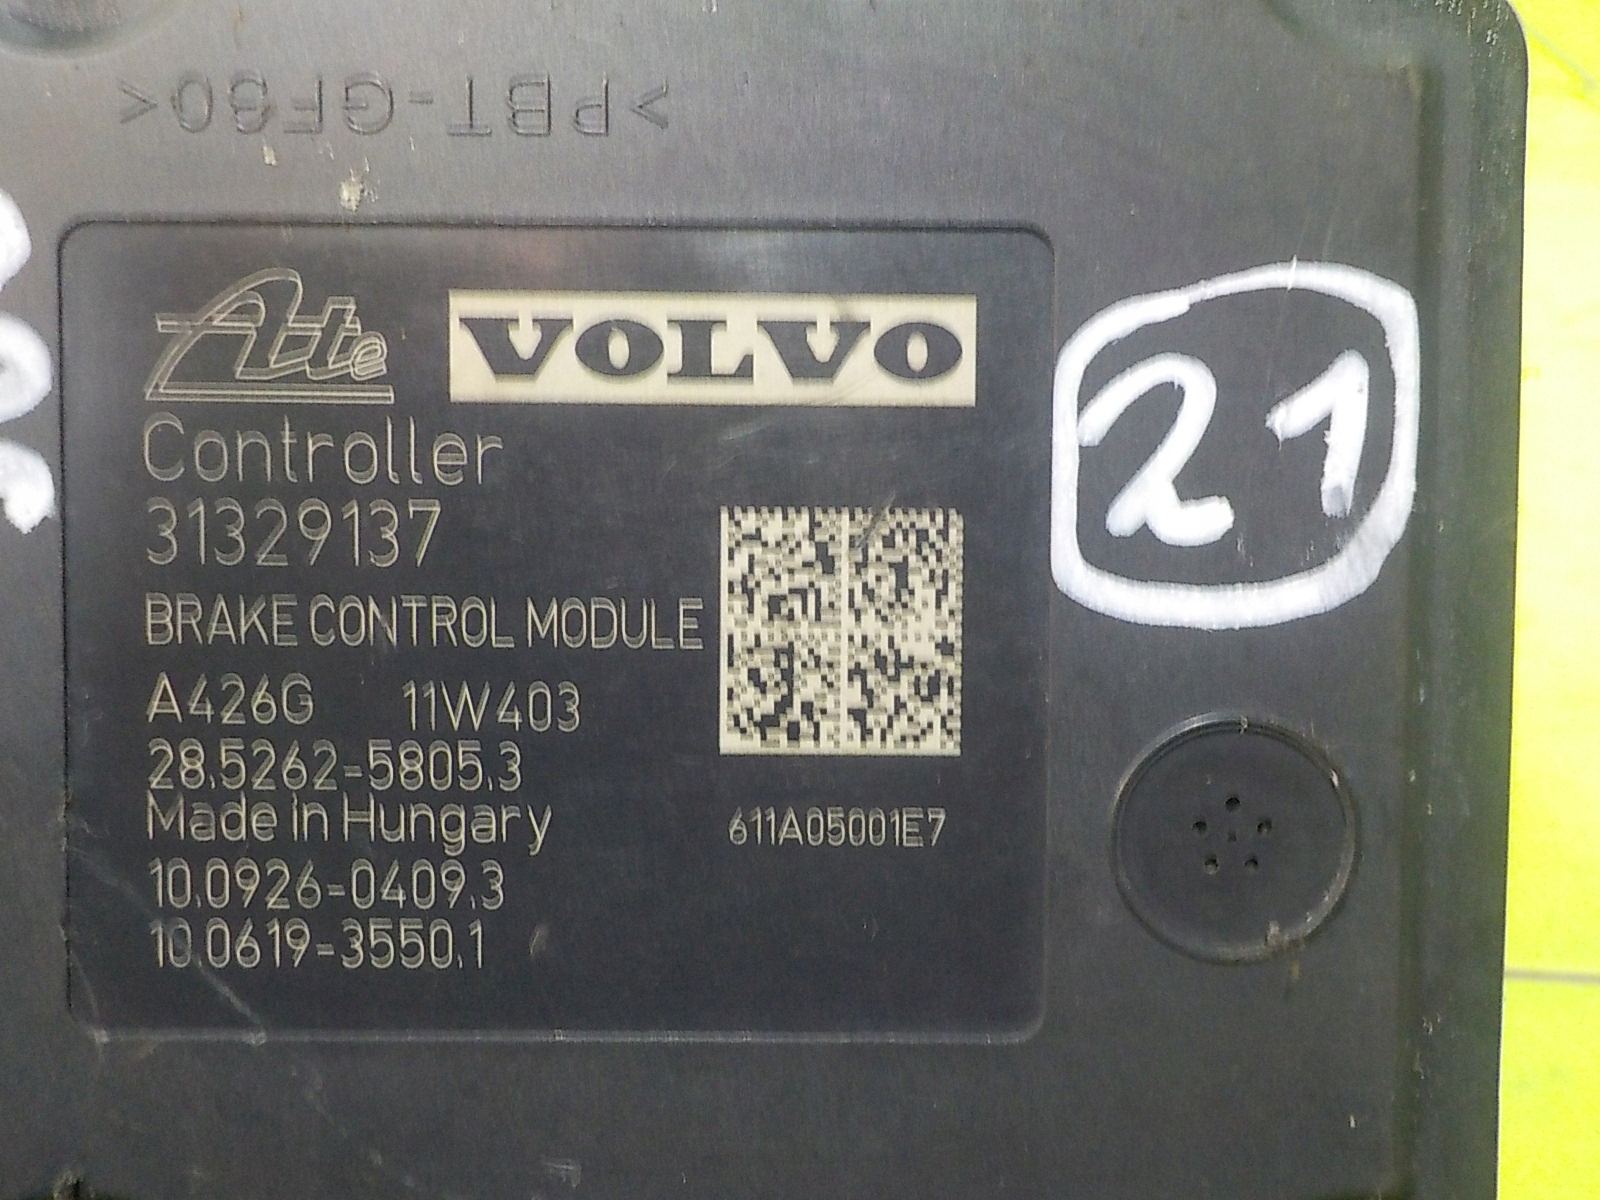 >PBT-GF60<
Ate VOLVO
Controller
31329137
BRAKE CONTROL MODULE
A426G 11W403
28.5262-5805.3
Made in Hungary
611A05001E7
10.0926-0409.3
10.0619-3550.1
21